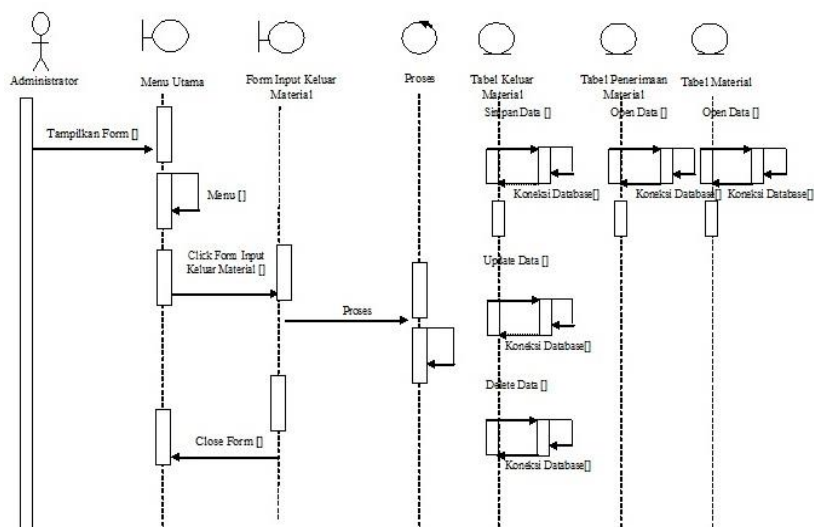 Administrator
Menu Utama
Form Input Keluar
Material
Proses
Tabel Keluar
Material
Tabel Penerimaan
Material
Tabel Material
Simpan Data []
Open Data []
Open Data []
Tampilkan Form []
Koneksi Database[]
Koneksi Database[]
Koneksi Database[]
Menu []
Click Form Input
Keluar Material []
Update Data []
Proses
Koneksi Database[]
Delete Data []
Close Form []
Koneksi Database[]